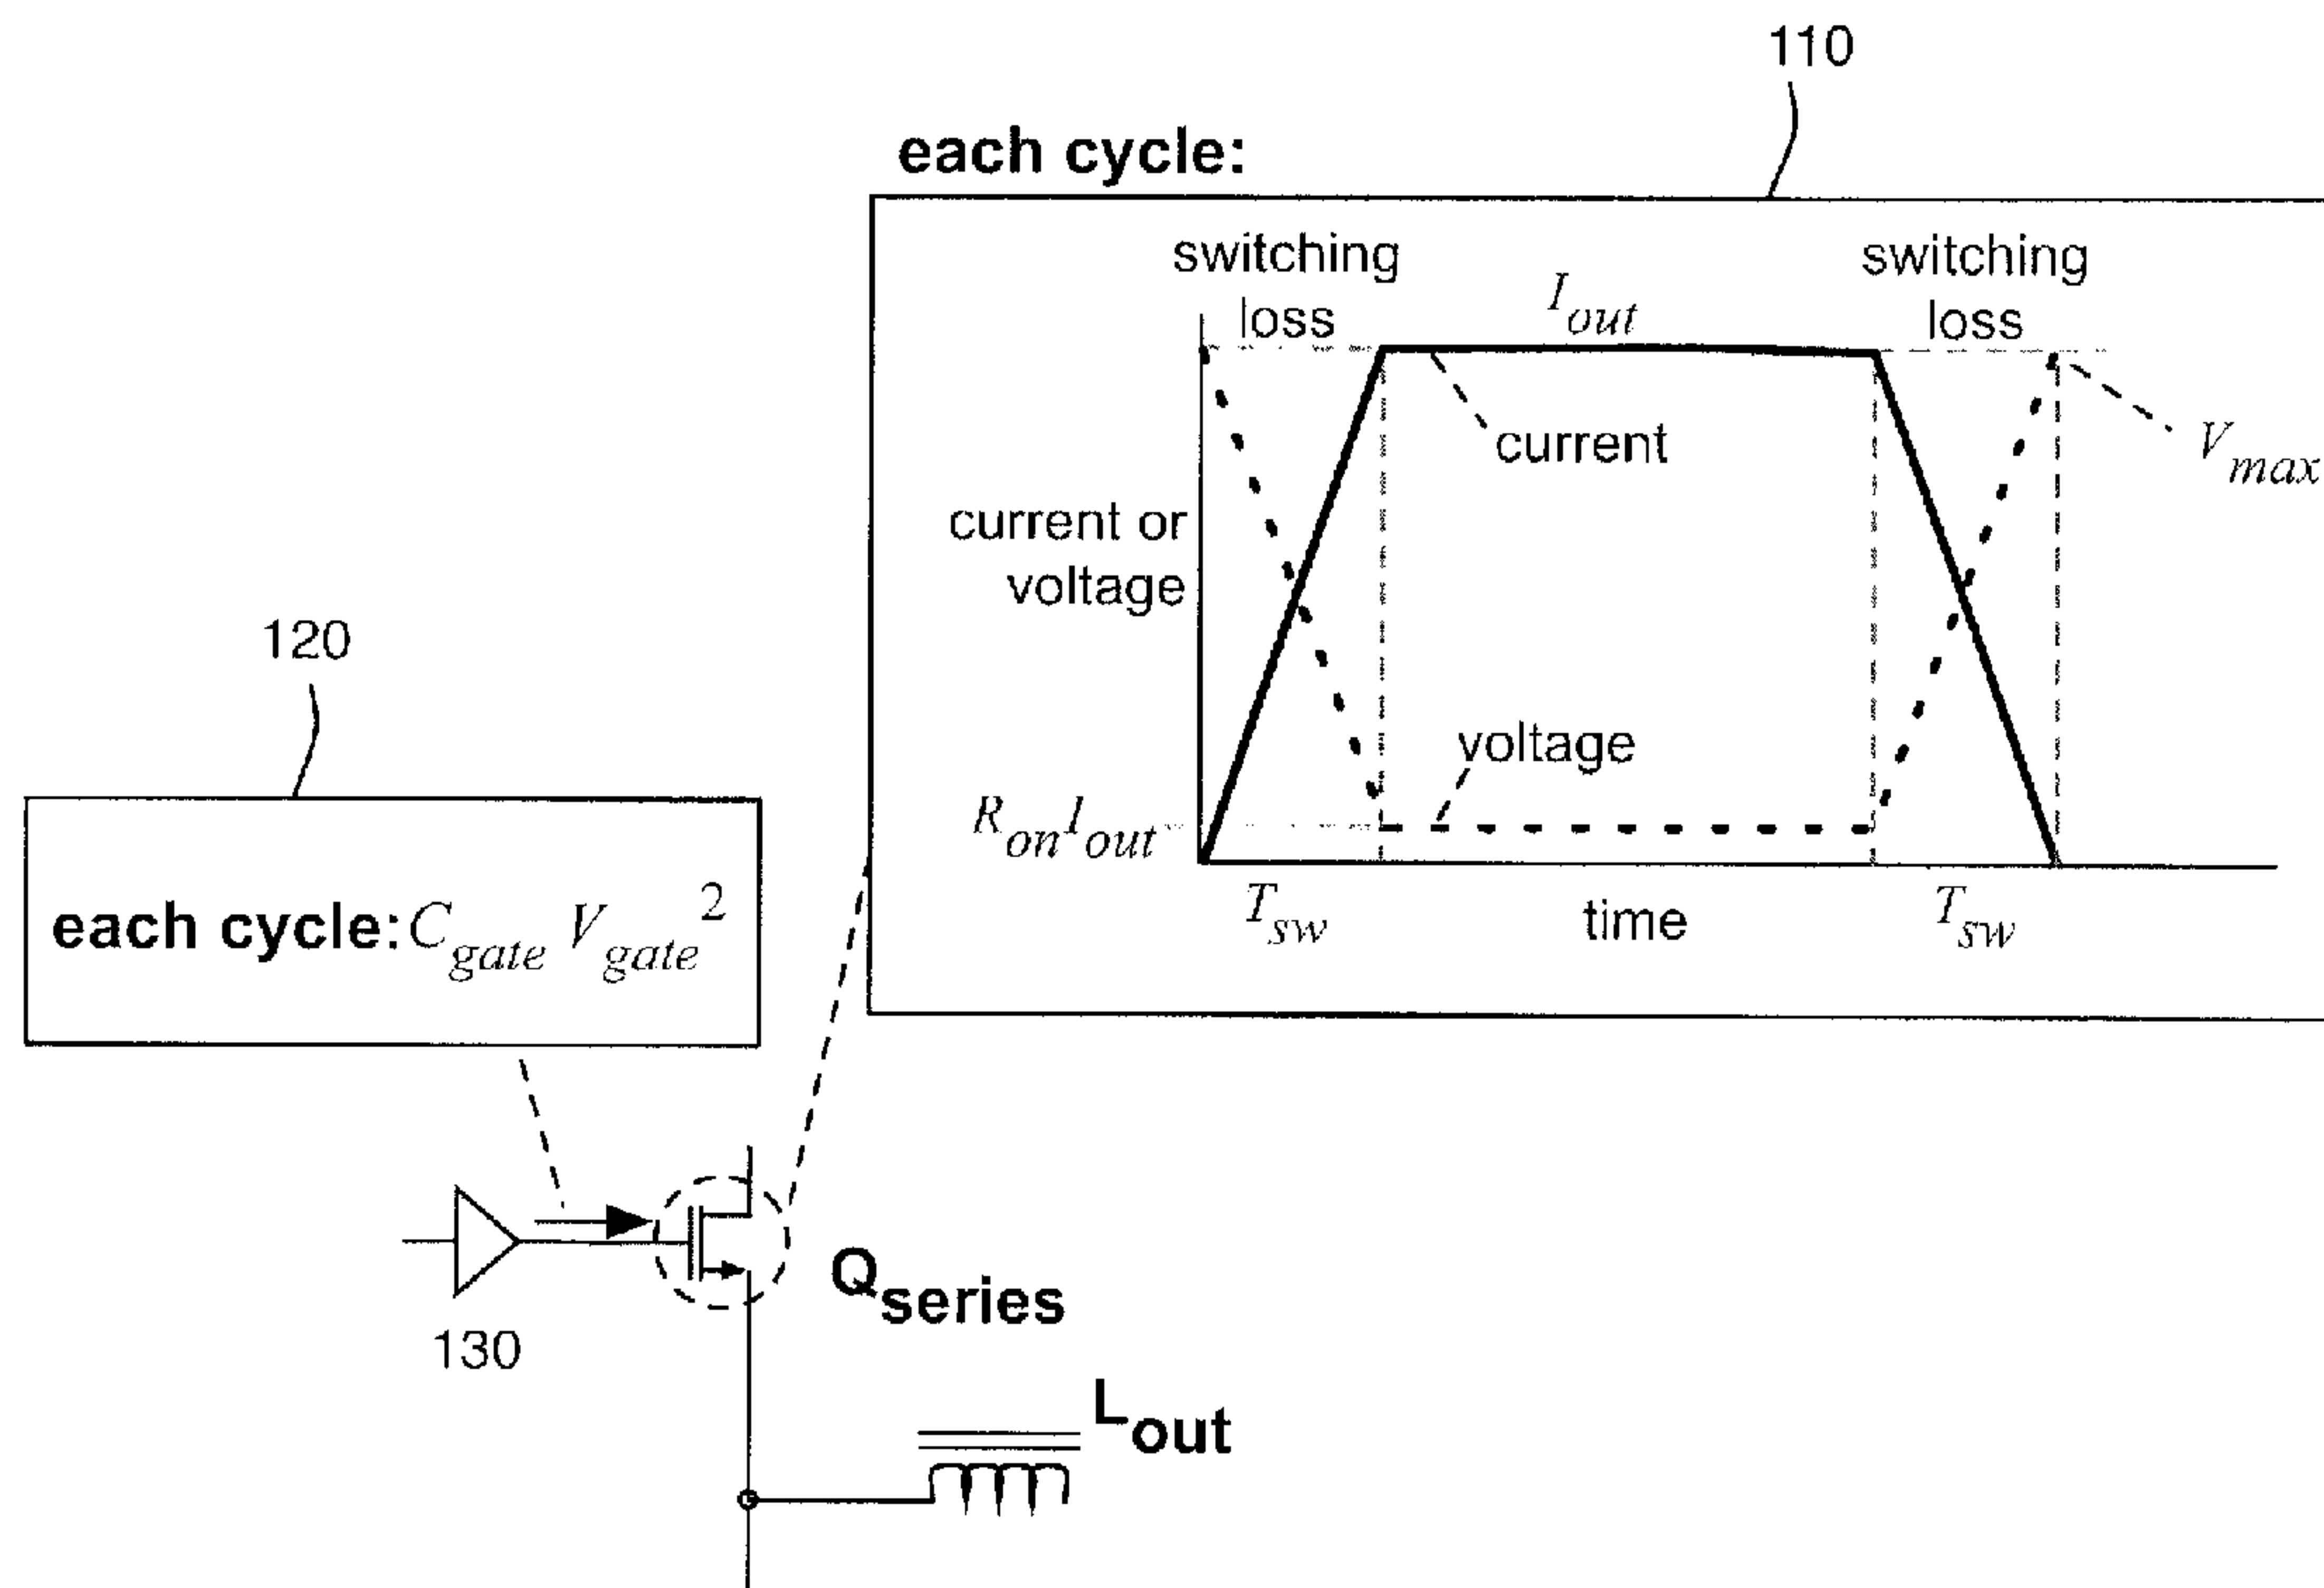 110
each cycle:
switching
loss
I_out
switching
loss
current
V_max
current or
voltage
voltage
R_on I_out
T_sw
time
T_sw
120
each cycle: C_gate V_gate^2
130
Q_series
L_out